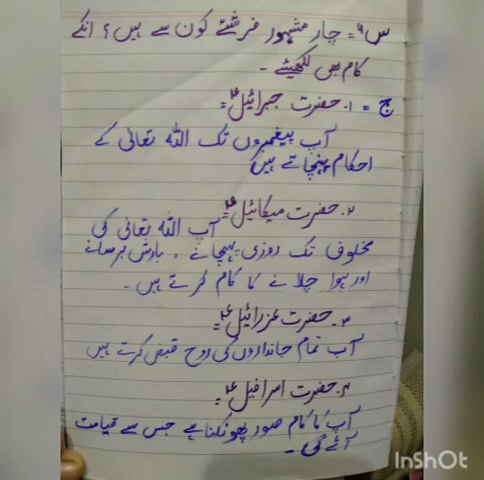 س۶= چار مشہور فرشتے کون سے ہیں؟ انکے
کام بھی لکھیئے۔
ج = ۱. حضرت جبرائیلؑ=
آپ پیغمبروں تک اللہ تعالیٰ کے
احکام پہنچاتے ہیں۔
۲. حضرت میکائیلؑ=
آپ اللہ تعالیٰ کی
مخلوق تک روزی پہچانے، بارش برسانے
اور ہوا چلانے کا کام کرتے ہیں۔
۳. حضرت عزرائیلؑ=
آپ تمام جانداروں کی روح قبض کرتے ہیں
۴. حضرت اسرافیلؑ
آپ کا کام صور پھونکنا ہے جس سے قیامت
آئے گی۔
InShOt